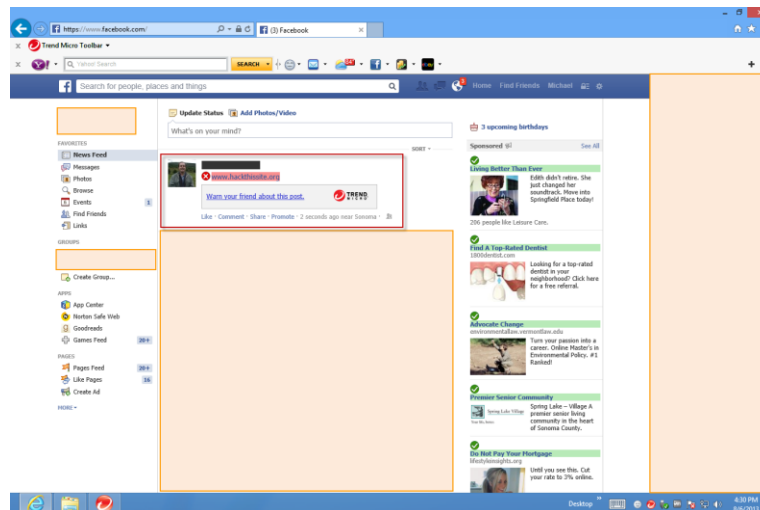 https://www.facebook.com/
(3) Facebook
Trend Micro Toolbar
Yahoo! Search
SEARCH
Search for people, places and things
Home Find Friends Michael
Update Status Add Photos/Video
What's on your mind?
SORT
FAVORITES
News Feed
Messages
Photos
Browse
Events 1
Find Friends
Links
GROUPS
Create Group...
APPS
App Center
Norton Safe Web
Goodreads
Games Feed 20+
PAGES
Pages Feed 20+
Like Pages 16
Create Ad
MORE
www.hackthissite.org
Warn your friend about this post.
TREND MICRO
Like · Comment · Share · Promote · 2 seconds ago near Sonoma ·
3 upcoming birthdays
Sponsored See All
Living Better Than Ever
Edith didn't retire. She
just changed her
soundtrack. Move into
Springfield Place today!
206 people like Leisure Care.
Find A Top-Rated Dentist
1800dentist.com
Looking for a top-rated
dentist in your
neighborhood? Click here
for a free referral.
Advocate Change
environmentallaw.vermontlaw.edu
Turn your passion into a
career. Online Master's in
Environmental Policy. #1
Ranked!
Premier Senior Community
Spring Lake Village
Spring Lake – Village A
premier senior living
community in the heart
of Sonoma County.
Do Not Pay Your Mortgage
Until you see this. Cut
your rate to 3% online.
Desktop
4:30 PM